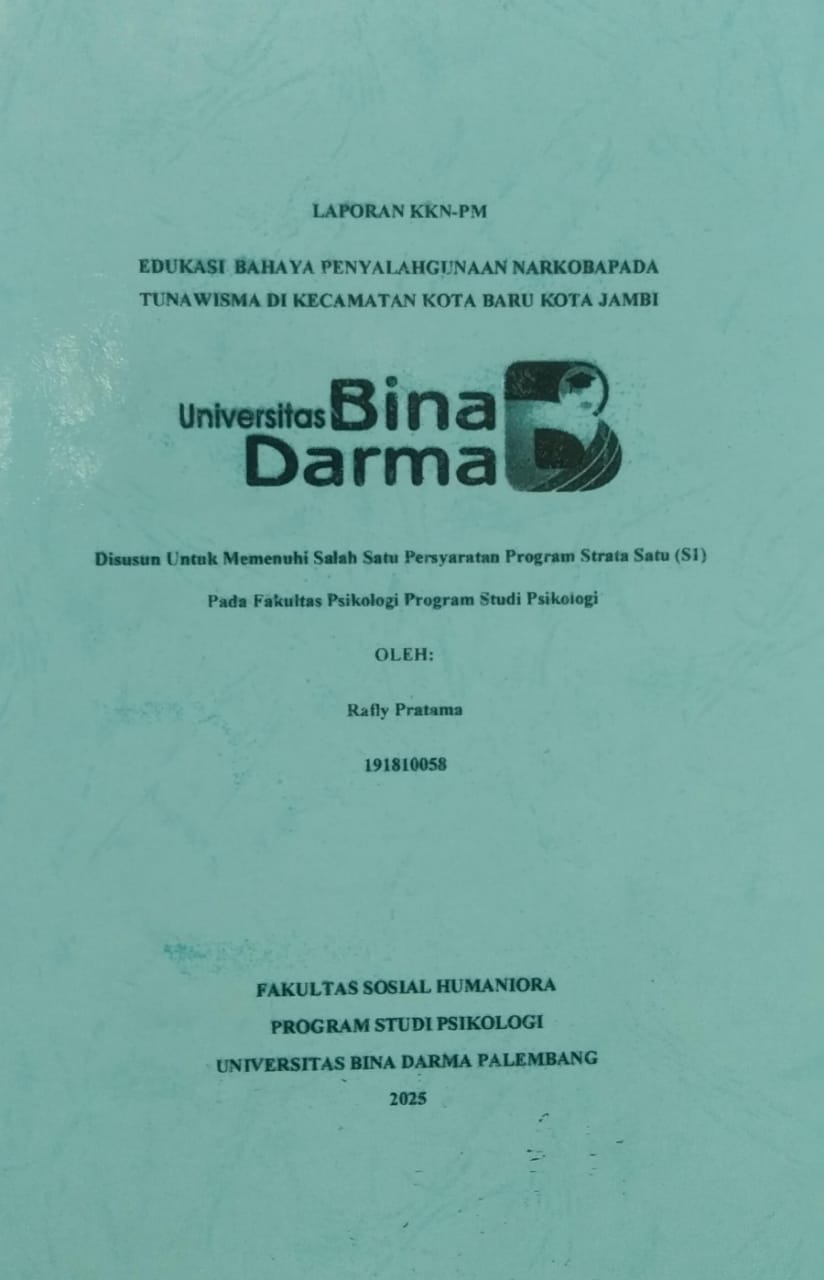 LAPORAN KKN-PM
EDUKASI BAHAYA PENYALAHGUNAAN NARKOBAPADA
TUNAWISMA DI KECAMATAN KOTA BARU KOTA JAMBI
Universitas Bina
Darma
Disusun Untuk Memenuhi Salah Satu Persyaratan Program Strata Satu (S1)
Pada Fakultas Psikologi Program Studi Psikologi
OLEH:
Rafly Pratama
191810058
FAKULTAS SOSIAL HUMANIORA
PROGRAM STUDI PSIKOLOGI
UNIVERSITAS BINA DARMA PALEMBANG
2025